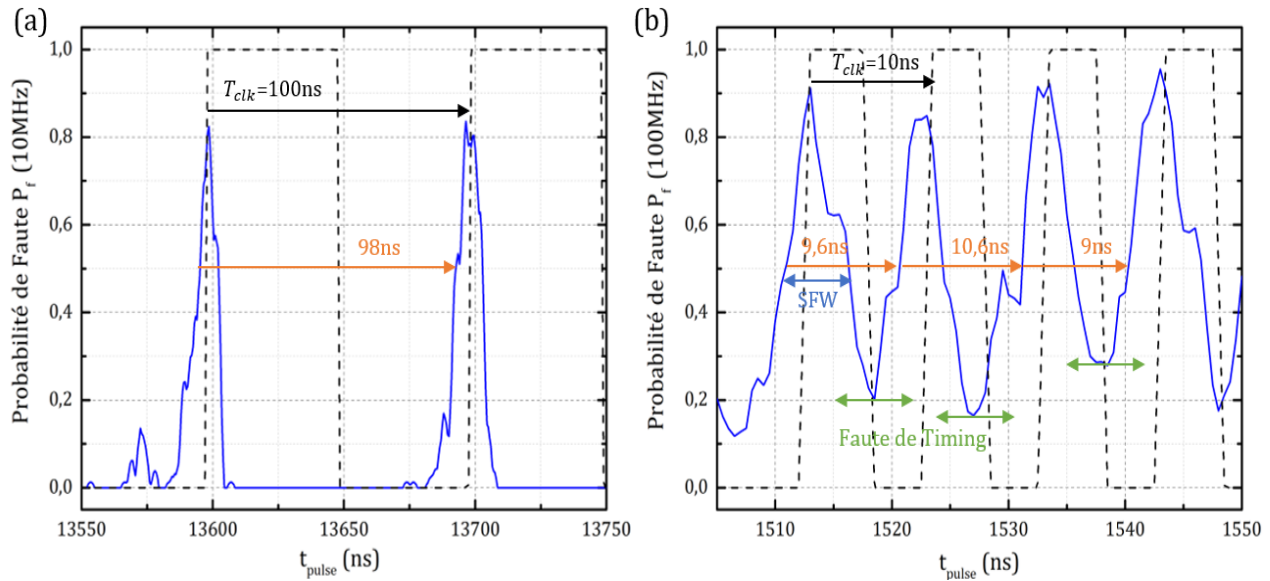 (a)
Probabilité de Faute P_f (10MHz)
1,0
0,8
0,6
0,4
0,2
0,0
T_clk=100ns
98ns
13550 13600 13650 13700 13750
t_pulse (ns)
(b)
Probabilité de Faute P_f (100MHz)
1,0
0,8
0,6
0,4
0,2
0,0
T_clk=10ns
9,6ns 10,6ns 9ns
SFW
Faute de Timing
1510 1520 1530 1540 1550
t_pulse (ns)